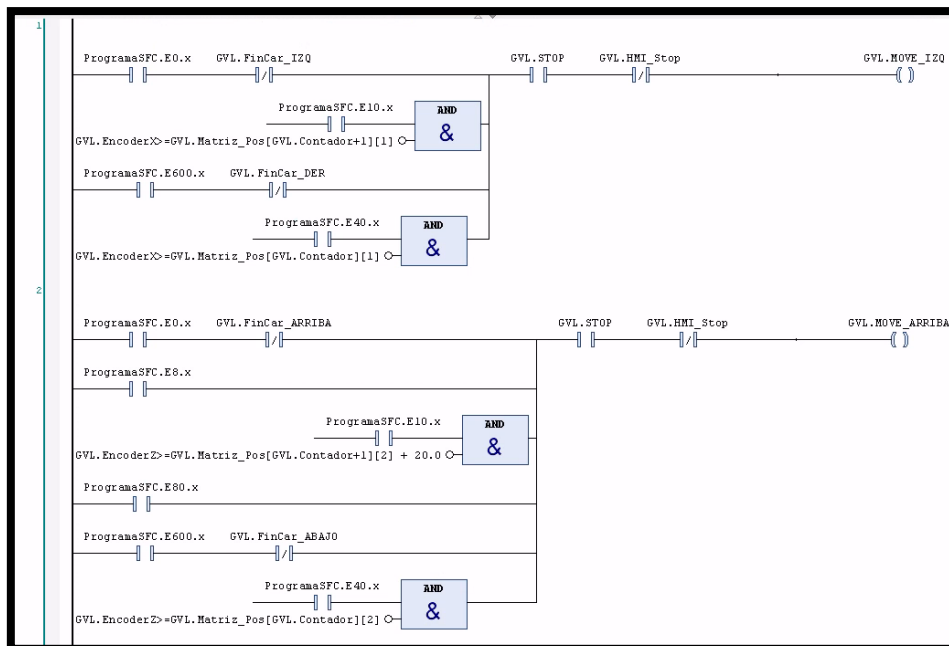 1
ProgramaSFC.E0.x GVL.FinCar_IZQ GVL.STOP GVL.HMI_Stop GVL.MOVE_IZQ
ProgramaSFC.E10.x AND
&
GVL.EncoderX>=GVL.Matriz_Pos[GVL.Contador+1][1]
ProgramaSFC.E600.x GVL.FinCar_DER
ProgramaSFC.E40.x AND
&
GVL.EncoderX>=GVL.Matriz_Pos[GVL.Contador][1]
2
ProgramaSFC.E0.x GVL.FinCar_ARRIBA GVL.STOP GVL.HMI_Stop GVL.MOVE_ARRIBA
ProgramaSFC.E8.x
ProgramaSFC.E10.x AND
&
GVL.EncoderZ>=GVL.Matriz_Pos[GVL.Contador+1][2] + 20.0
ProgramaSFC.E80.x
ProgramaSFC.E600.x GVL.FinCar_ABAJO
ProgramaSFC.E40.x AND
&
GVL.EncoderZ>=GVL.Matriz_Pos[GVL.Contador][2]